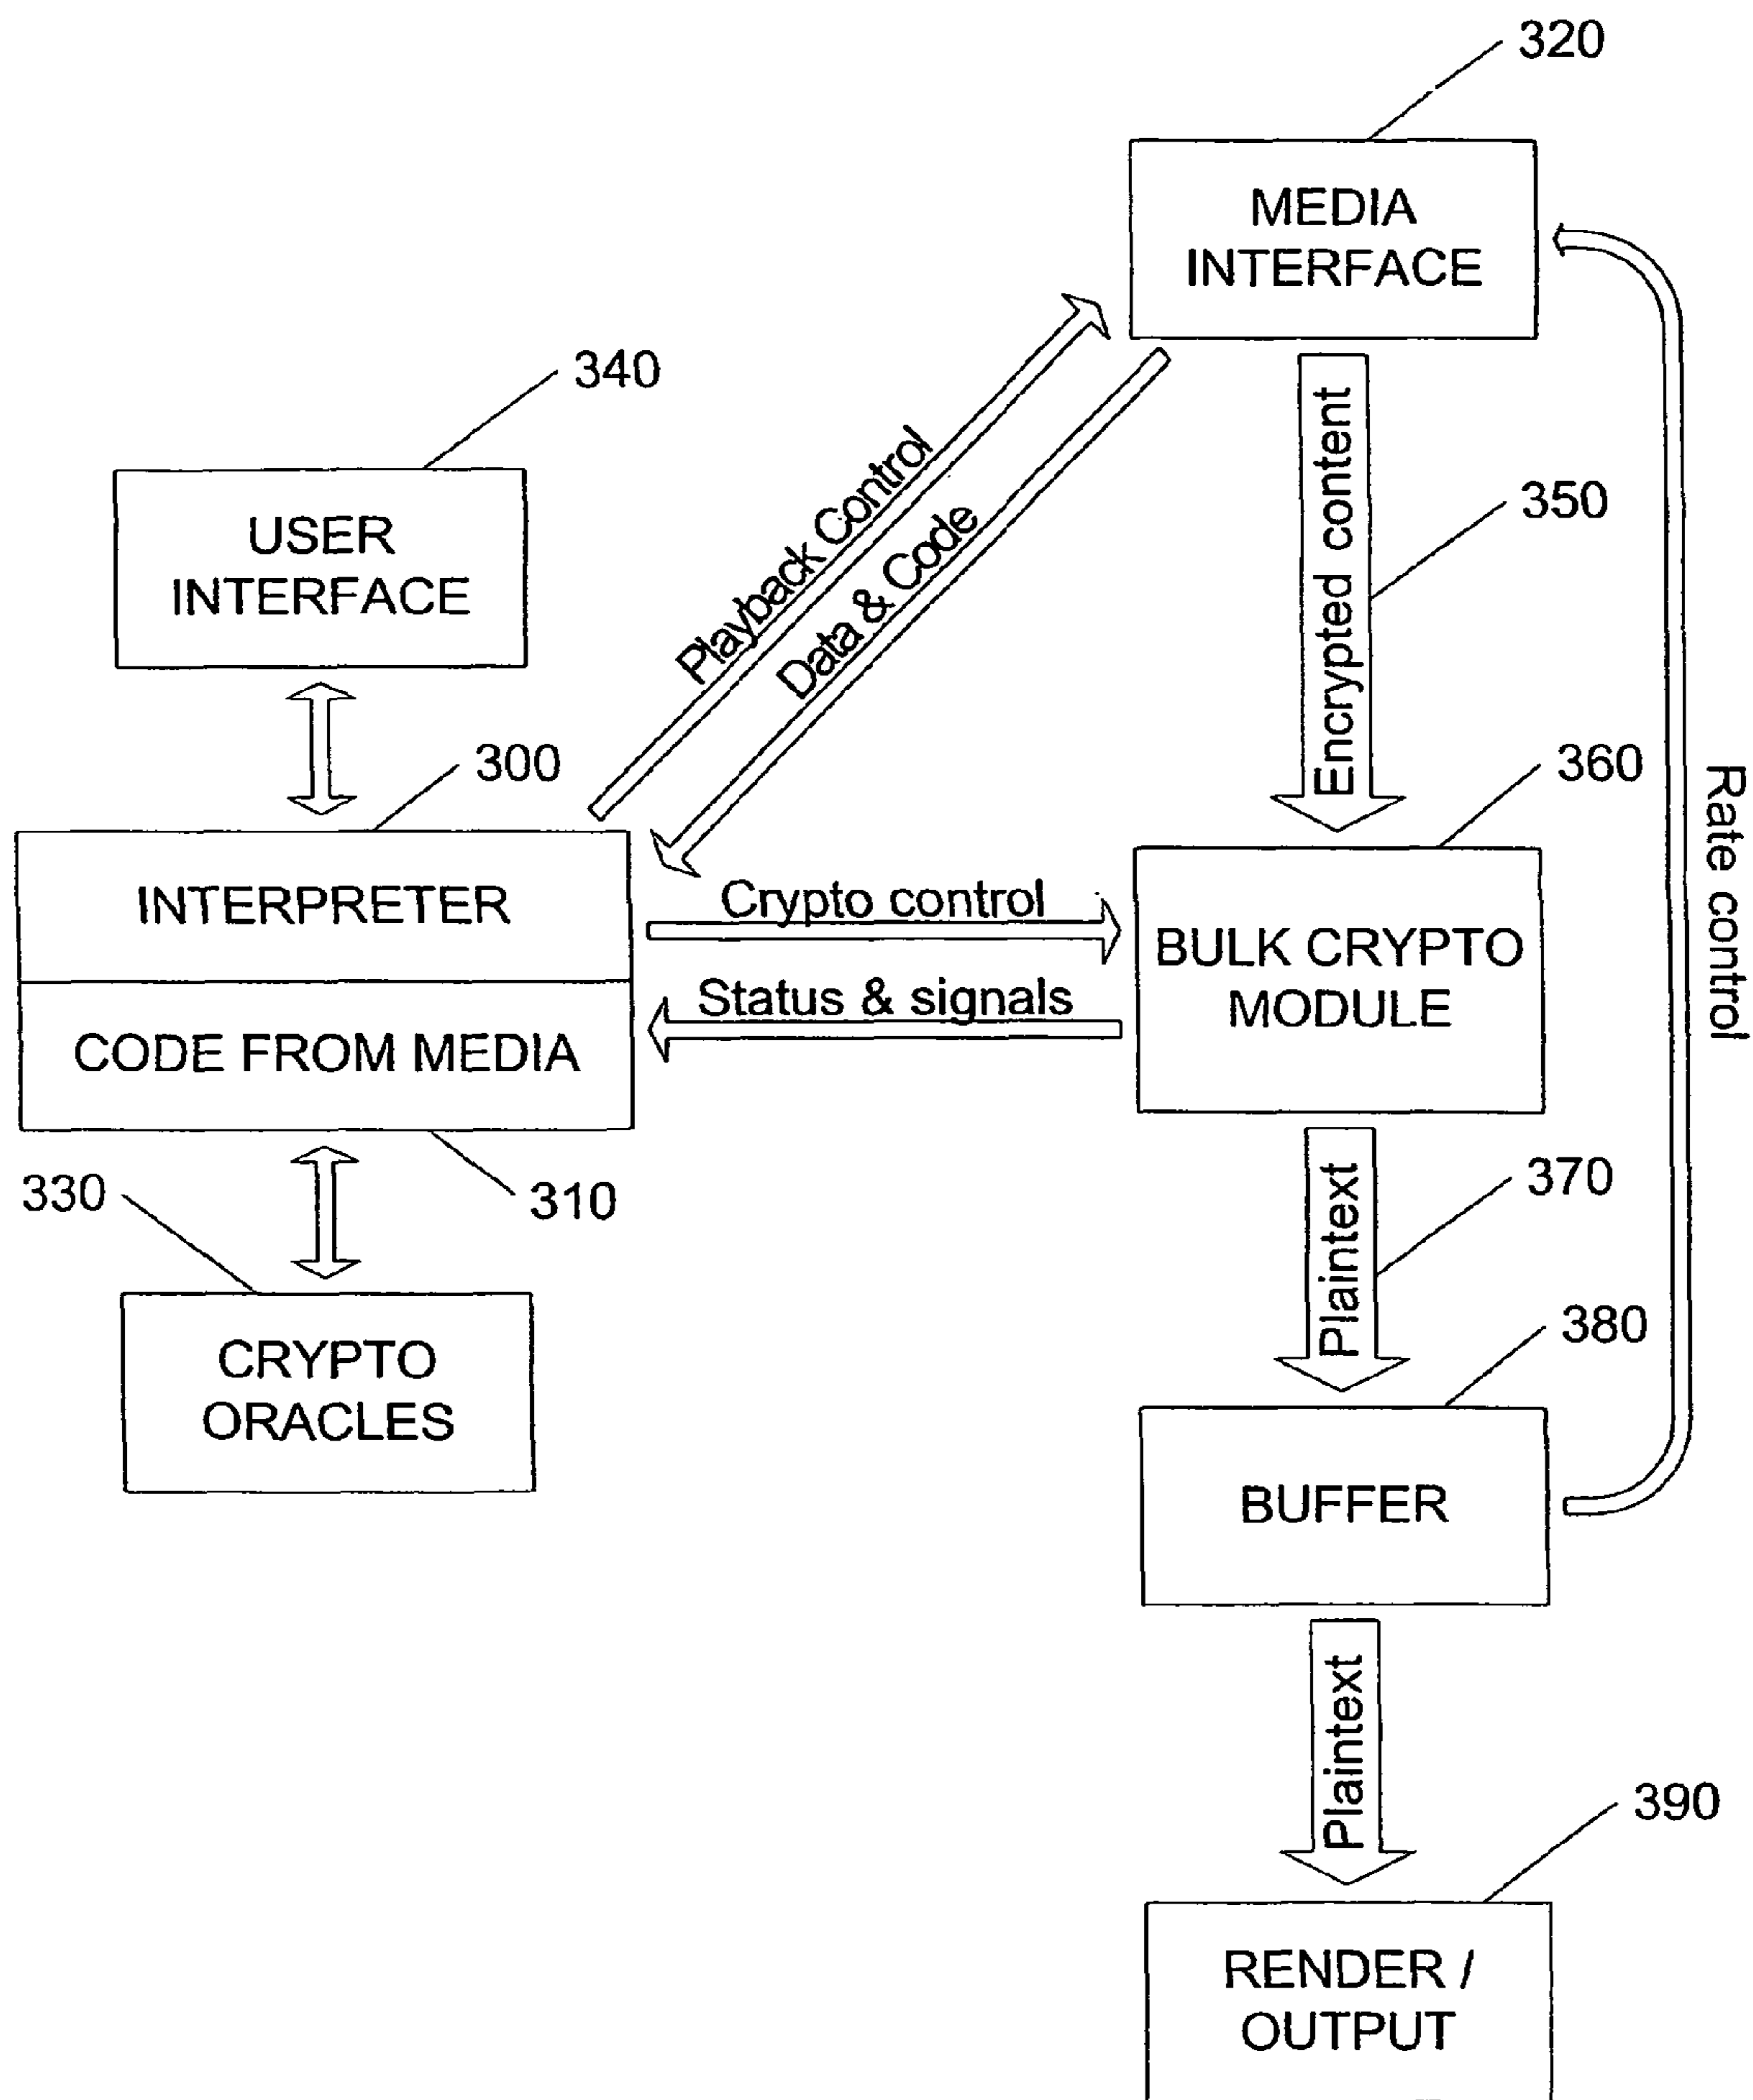 320
MEDIA
INTERFACE
340
USER
INTERFACE
Playback Control
Data & Code
Encrypted content
350
300
360
Rate control
INTERPRETER
CODE FROM MEDIA
Crypto control
Status & signals
BULK CRYPTO
MODULE
330
310
Plaintext
370
CRYPTO
ORACLES
380
BUFFER
Plaintext
390
RENDER /
OUTPUT